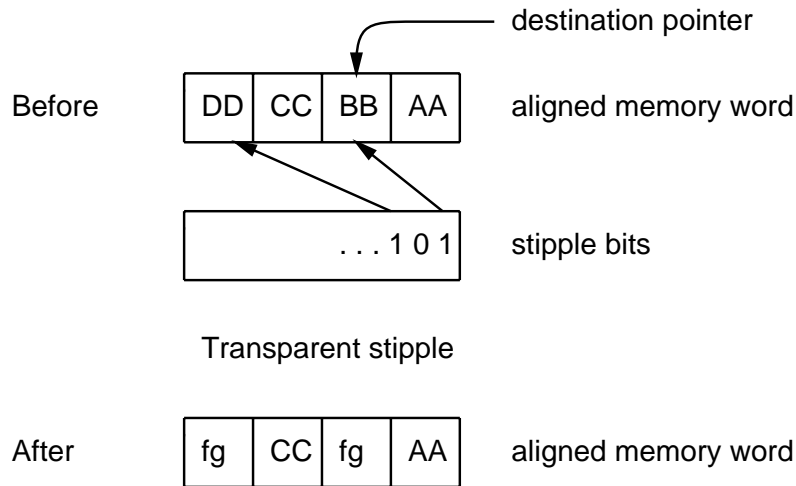 destination pointer
Before DD CC BB AA aligned memory word
. . . 1 0 1 stipple bits
Transparent stipple
After fg CC fg AA aligned memory word